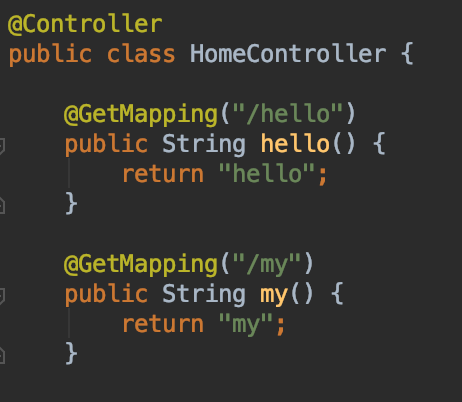 @Controller
public class HomeController {
@GetMapping("/hello")
public String hello() {
return "hello";
}
@GetMapping("/my")
public String my() {
return "my";
}